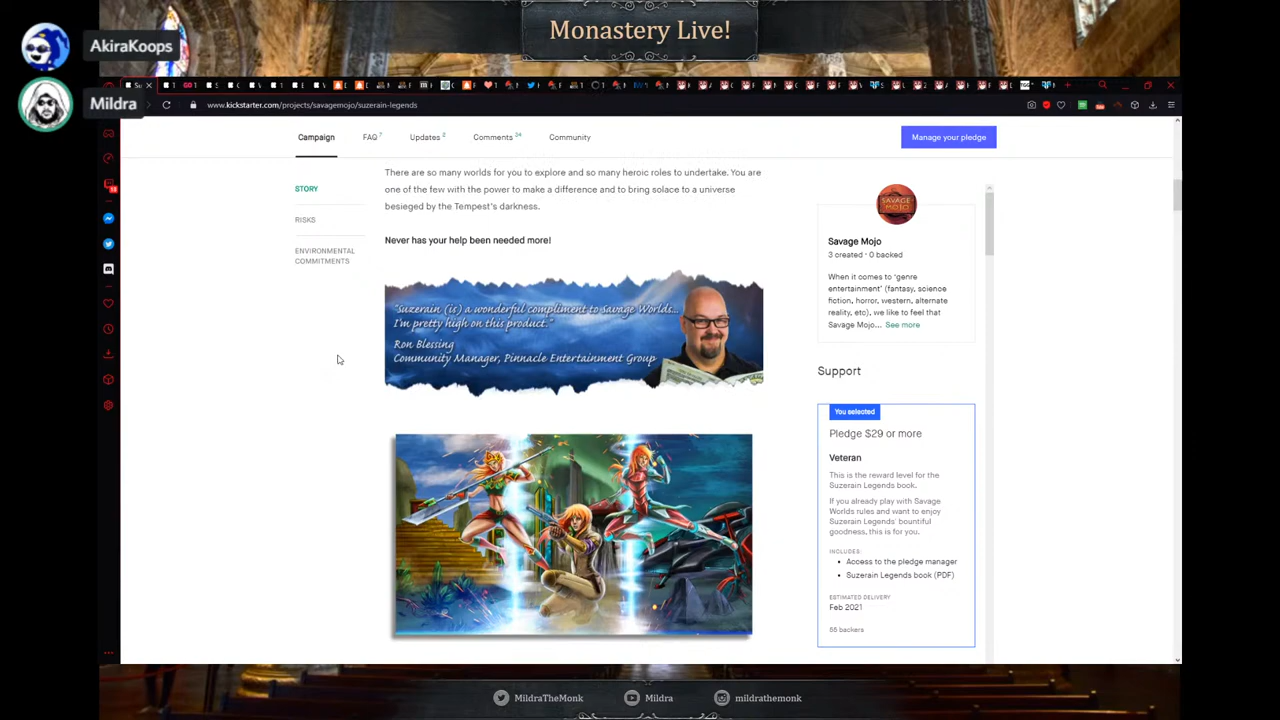 Monastery Live!
AkiraKoops
Mildra
www.kickstarter.com/projects/savagemojo/suzerain-legends
Campaign
FAQ 7
Updates 2
Comments 24
Community
Manage your pledge
STORY
RISKS
ENVIRONMENTAL
COMMITMENTS
There are so many worlds for you to explore and so many heroic roles to undertake. You are
one of the few with the power to make a difference and to bring solace to a universe
besieged by the Tempest's darkness.
Never has your help been needed more!
"Suzerain (is) a wonderful compliment to Savage Worlds...
I'm pretty high on this product."
Ron Blessing
Community Manager, Pinnacle Entertainment Group
SAVAGE
MOJO
Savage Mojo
3 created · 0 backed
When it comes to 'genre
entertainment' (fantasy, science
fiction, horror, western, alternate
reality, etc), we like to feel that
Savage Mojo... See more
Support
You selected
Pledge $29 or more
Veteran
This is the reward level for the
Suzerain Legends book.
If you already play with Savage
Worlds rules and want to enjoy
Suzerain Legends' bountiful
goodness, this is for you.
INCLUDES:
• Access to the pledge manager
• Suzerain Legends book (PDF)
ESTIMATED DELIVERY
Feb 2021
MildraTheMonk
Mildra
mildrathemonk